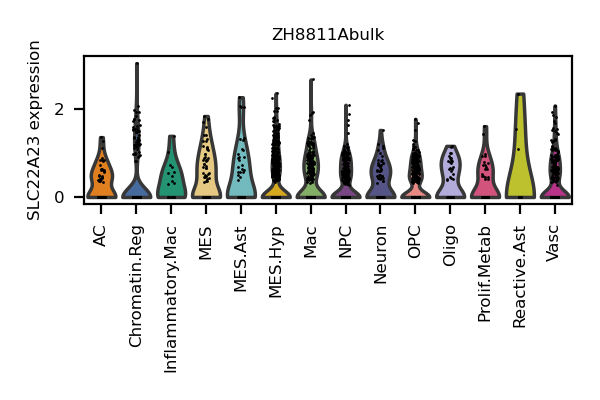 ZH8811Abulk
SLC22A23 expression
2
0
AC
Chromatin.Reg
Inflammatory.Mac
MES
MES.Ast
MES.Hyp
Mac
NPC
Neuron
OPC
Oligo
Prolif.Metab
Reactive.Ast
Vasc